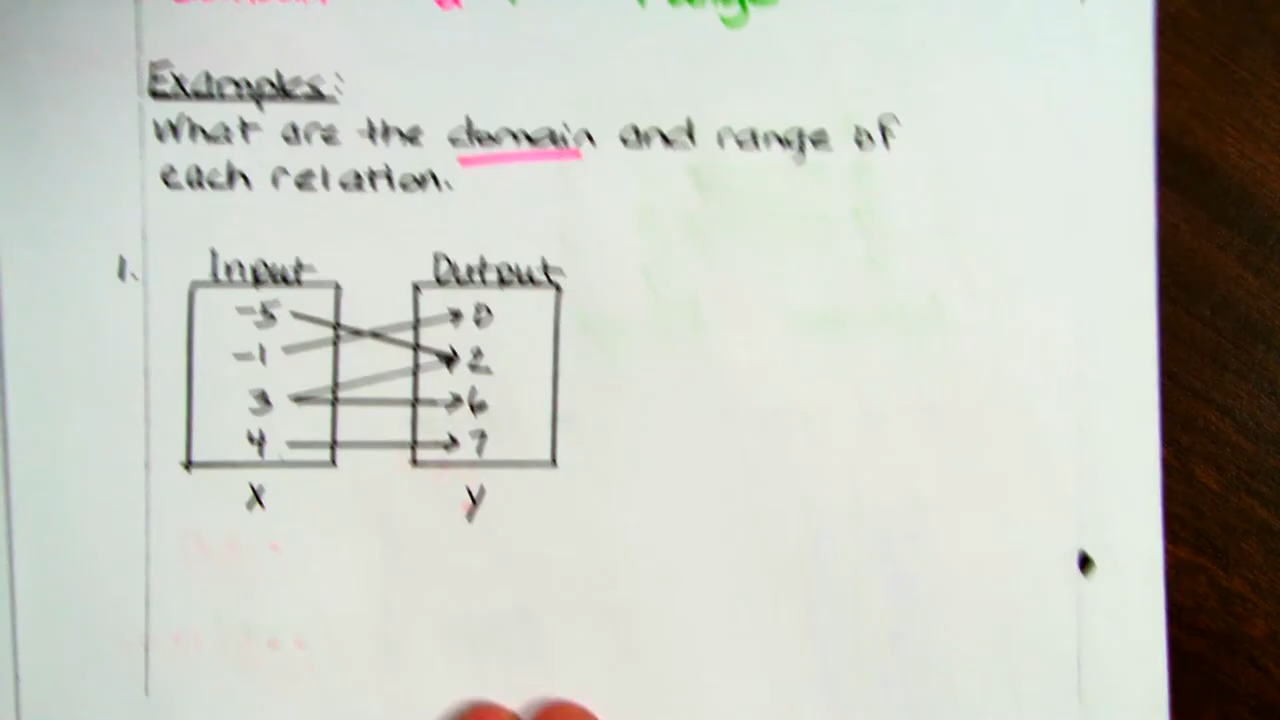 range
Examples:
What are the domain and range of
each relation.
1. Input Output
-5 0
-1 2
3 6
4 7
X y